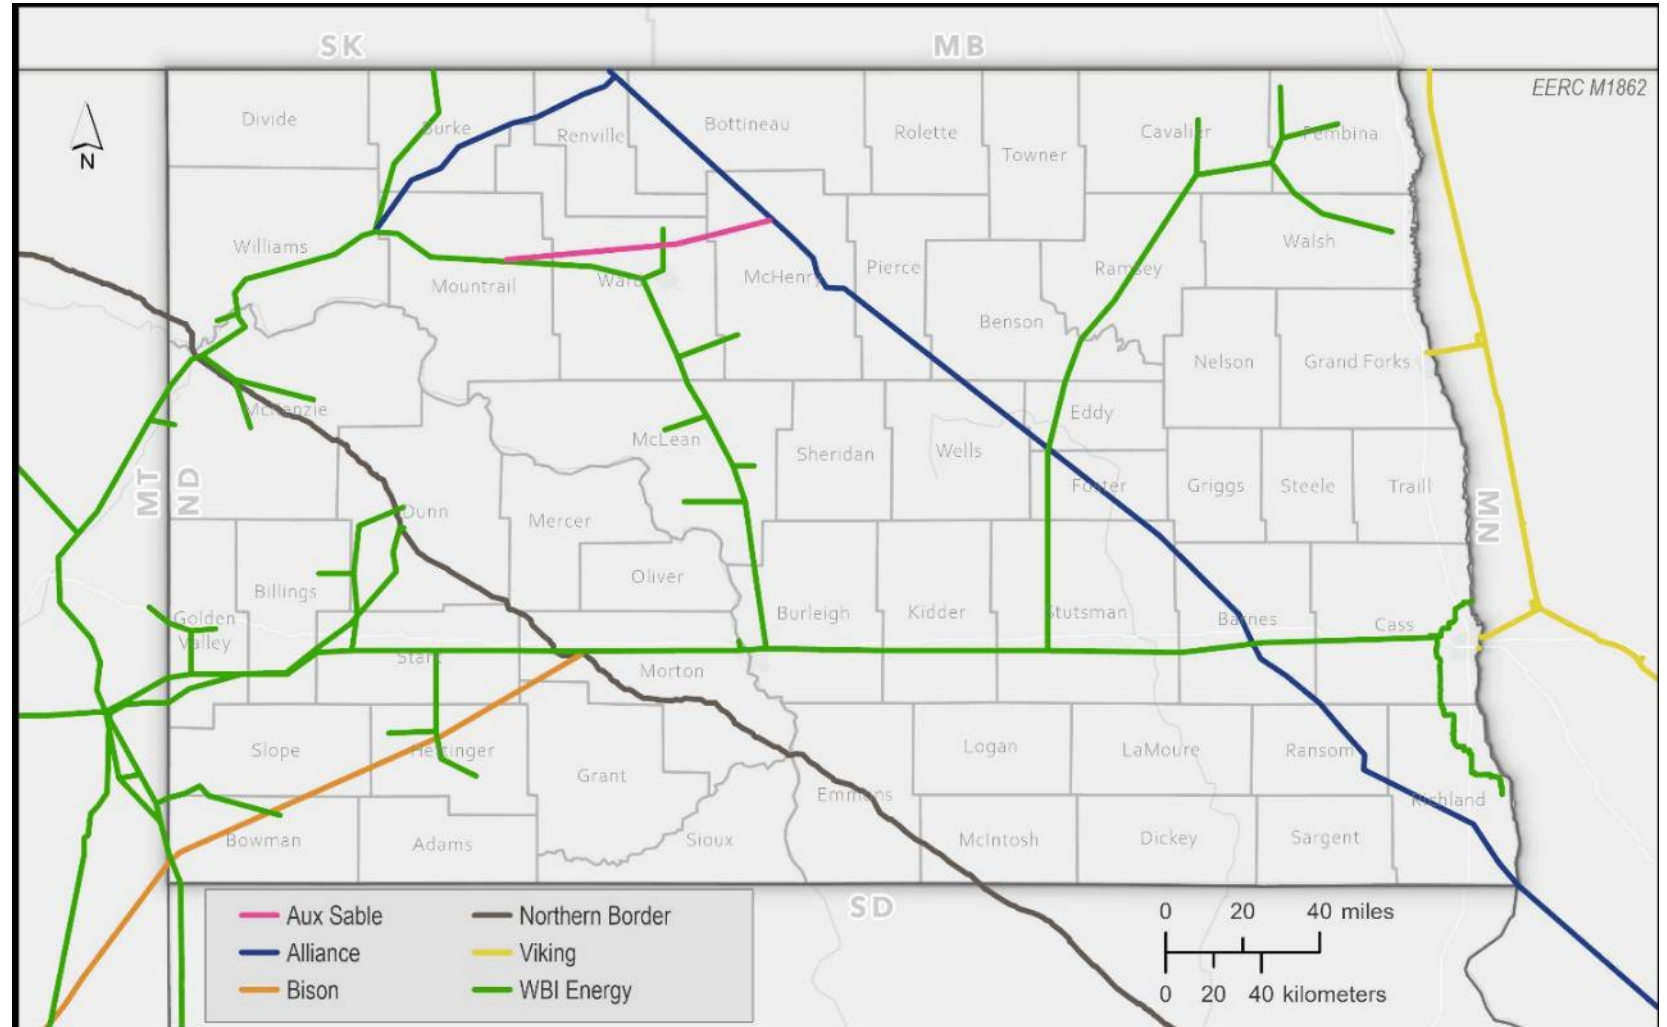 SK
MB
EERC M1862
N
Divide
Burke
Renville
Bottineau
Rolette
Towner
Cavalier
Pembina
Williams
Mountrail
Ward
McHenry
Pierce
Benson
Ramsey
Walsh
Nelson
Grand Forks
McKenzie
McLean
Sheridan
Wells
Eddy
Foster
Griggs
Steele
Traill
MT
ND
MN
Dunn
Mercer
Oliver
Billings
Golden
Valley
Burleigh
Kidder
Stutsman
Barnes
Cass
Stark
Morton
Slope
Hettinger
Grant
Emmons
Logan
LaMoure
Ransom
Richland
Bowman
Adams
Sioux
McIntosh
Dickey
Sargent
SD
Aux Sable
Northern Border
Alliance
Viking
Bison
WBI Energy
0 20 40 miles
0 20 40 kilometers